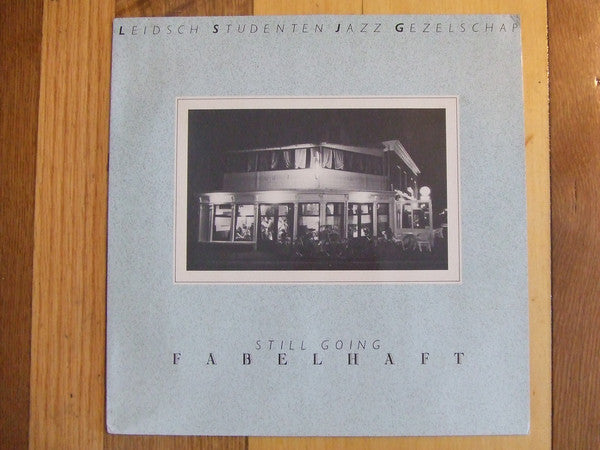 LEIDSCH STUDENTEN JAZZ GEZELSCHAP
STILL GOING
FABELHAFT